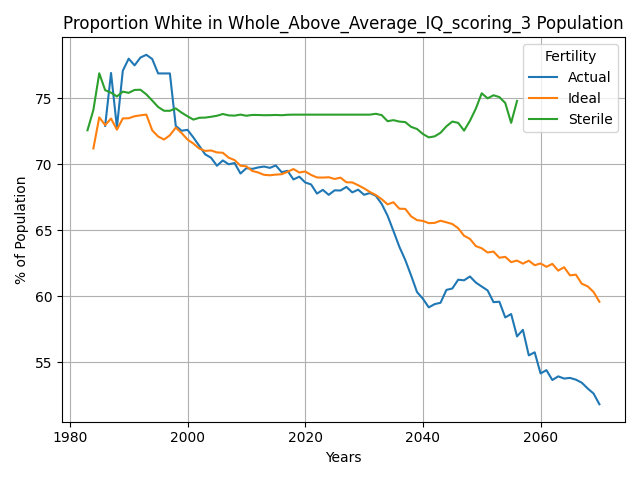 Proportion White in Whole_Above_Average_IQ_scoring_3 Population
Fertility
Actual
Ideal
Sterile
% of Population
75
70
65
60
55
1980
2000
2020
2040
2060
Years